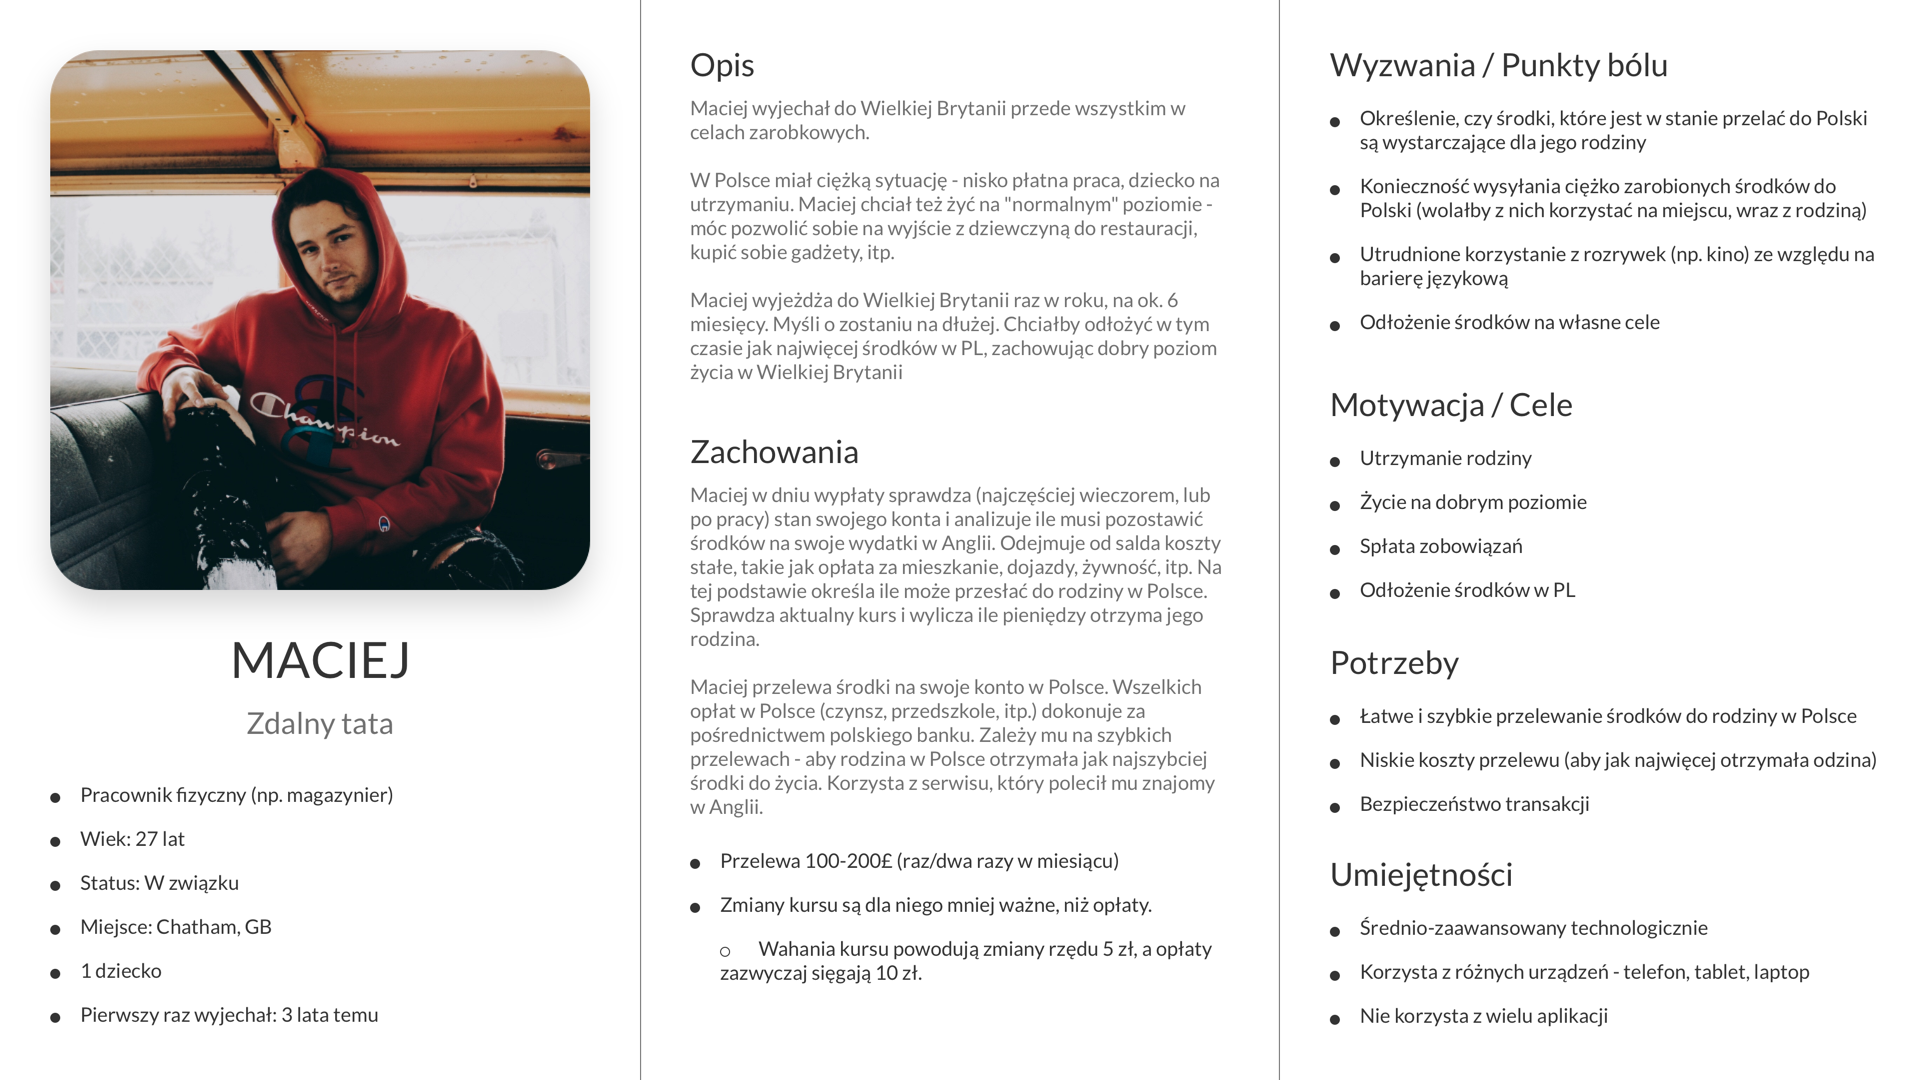 Champion
MACIEJ
Zdalny tata
Pracownik fizyczny (np. magazynier)
Wiek: 27 lat
Status: W związku
Miejsce: Chatham, GB
1 dziecko
Pierwszy raz wyjechał: 3 lata temu
Opis
Maciej wyjechał do Wielkiej Brytanii przede wszystkim w
celach zarobkowych.
W Polsce miał ciężką sytuację - nisko płatna praca, dziecko na
utrzymaniu. Maciej chciał też żyć na "normalnym" poziomie -
móc pozwolić sobie na wyjście z dziewczyną do restauracji,
kupić sobie gadżety, itp.
Maciej wyjeżdża do Wielkiej Brytanii raz w roku, na ok. 6
miesięcy. Myśli o zostaniu na dłużej. Chciałby odłożyć w tym
czasie jak najwięcej środków w PL, zachowując dobry poziom
życia w Wielkiej Brytanii
Zachowania
Maciej w dniu wypłaty sprawdza (najczęściej wieczorem, lub
po pracy) stan swojego konta i analizuje ile musi pozostawić
środków na swoje wydatki w Anglii. Odejmuje od salda koszty
stałe, takie jak opłata za mieszkanie, dojazdy, żywność, itp. Na
tej podstawie określa ile może przesłać do rodziny w Polsce.
Sprawdza aktualny kurs i wylicza ile pieniędzy otrzyma jego
rodzina.
Maciej przelewa środki na swoje konto w Polsce. Wszelkich
opłat w Polsce (czynsz, przedszkole, itp.) dokonuje za
pośrednictwem polskiego banku. Zależy mu na szybkich
przelewach - aby rodzina w Polsce otrzymała jak najszybciej
środki do życia. Korzysta z serwisu, który polecił mu znajomy
w Anglii.
Przelewa 100-200£ (raz/dwa razy w miesiącu)
Zmiany kursu są dla niego mniej ważne, niż opłaty.
Wahania kursu powodują zmiany rzędu 5 zł, a opłaty
zazwyczaj sięgają 10 zł.
Wyzwania / Punkty bólu
Określenie, czy środki, które jest w stanie przelać do Polski
są wystarczające dla jego rodziny
Konieczność wysyłania ciężko zarobionych środków do
Polski (wolałby z nich korzystać na miejscu, wraz z rodziną)
Utrudnione korzystanie z rozrywek (np. kino) ze względu na
barierę językową
Odłożenie środków na własne cele
Motywacja / Cele
Utrzymanie rodziny
Życie na dobrym poziomie
Spłata zobowiązań
Odłożenie środków w PL
Potrzeby
Łatwe i szybkie przelewanie środków do rodziny w Polsce
Niskie koszty przelewu (aby jak najwięcej otrzymała odzina)
Bezpieczeństwo transakcji
Umiejętności
Średnio-zaawansowany technologicznie
Korzysta z różnych urządzeń - telefon, tablet, laptop
Nie korzysta z wielu aplikacji